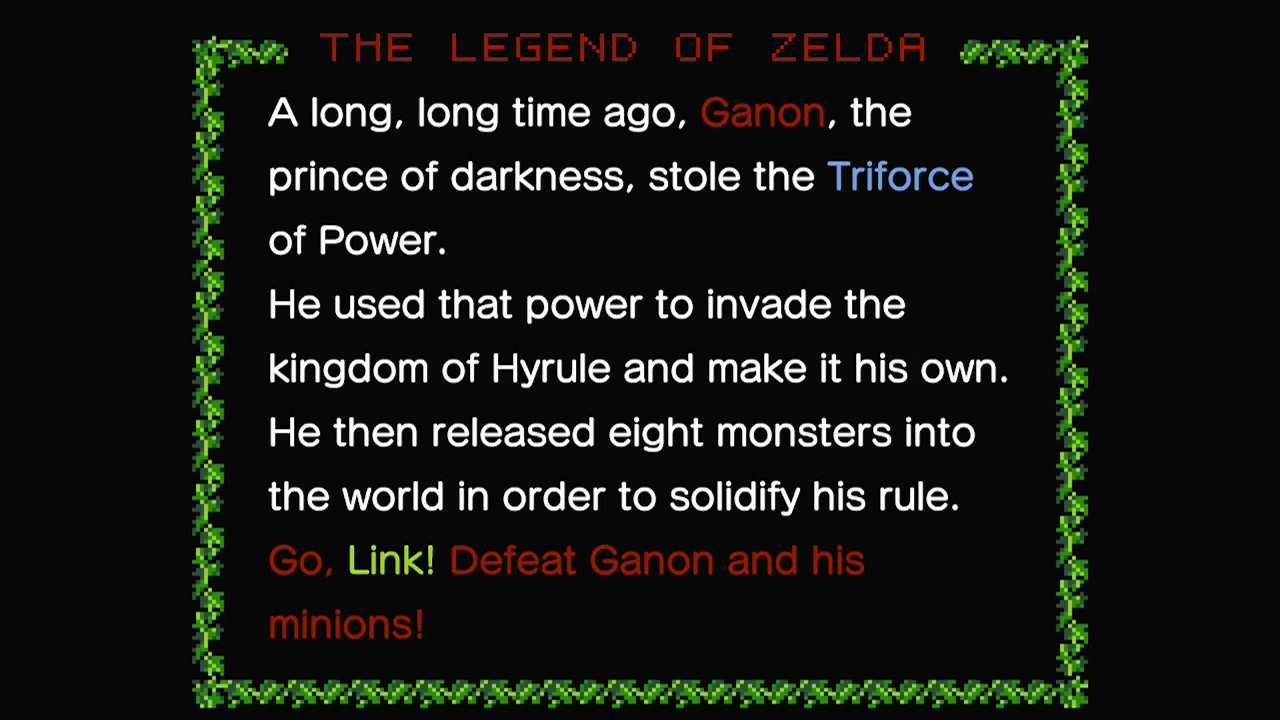 THE LEGEND OF ZELDA
A long, long time ago, Ganon, the
prince of darkness, stole the Triforce
of Power.
He used that power to invade the
kingdom of Hyrule and make it his own.
He then released eight monsters into
the world in order to solidify his rule.
Go, Link! Defeat Ganon and his
minions!